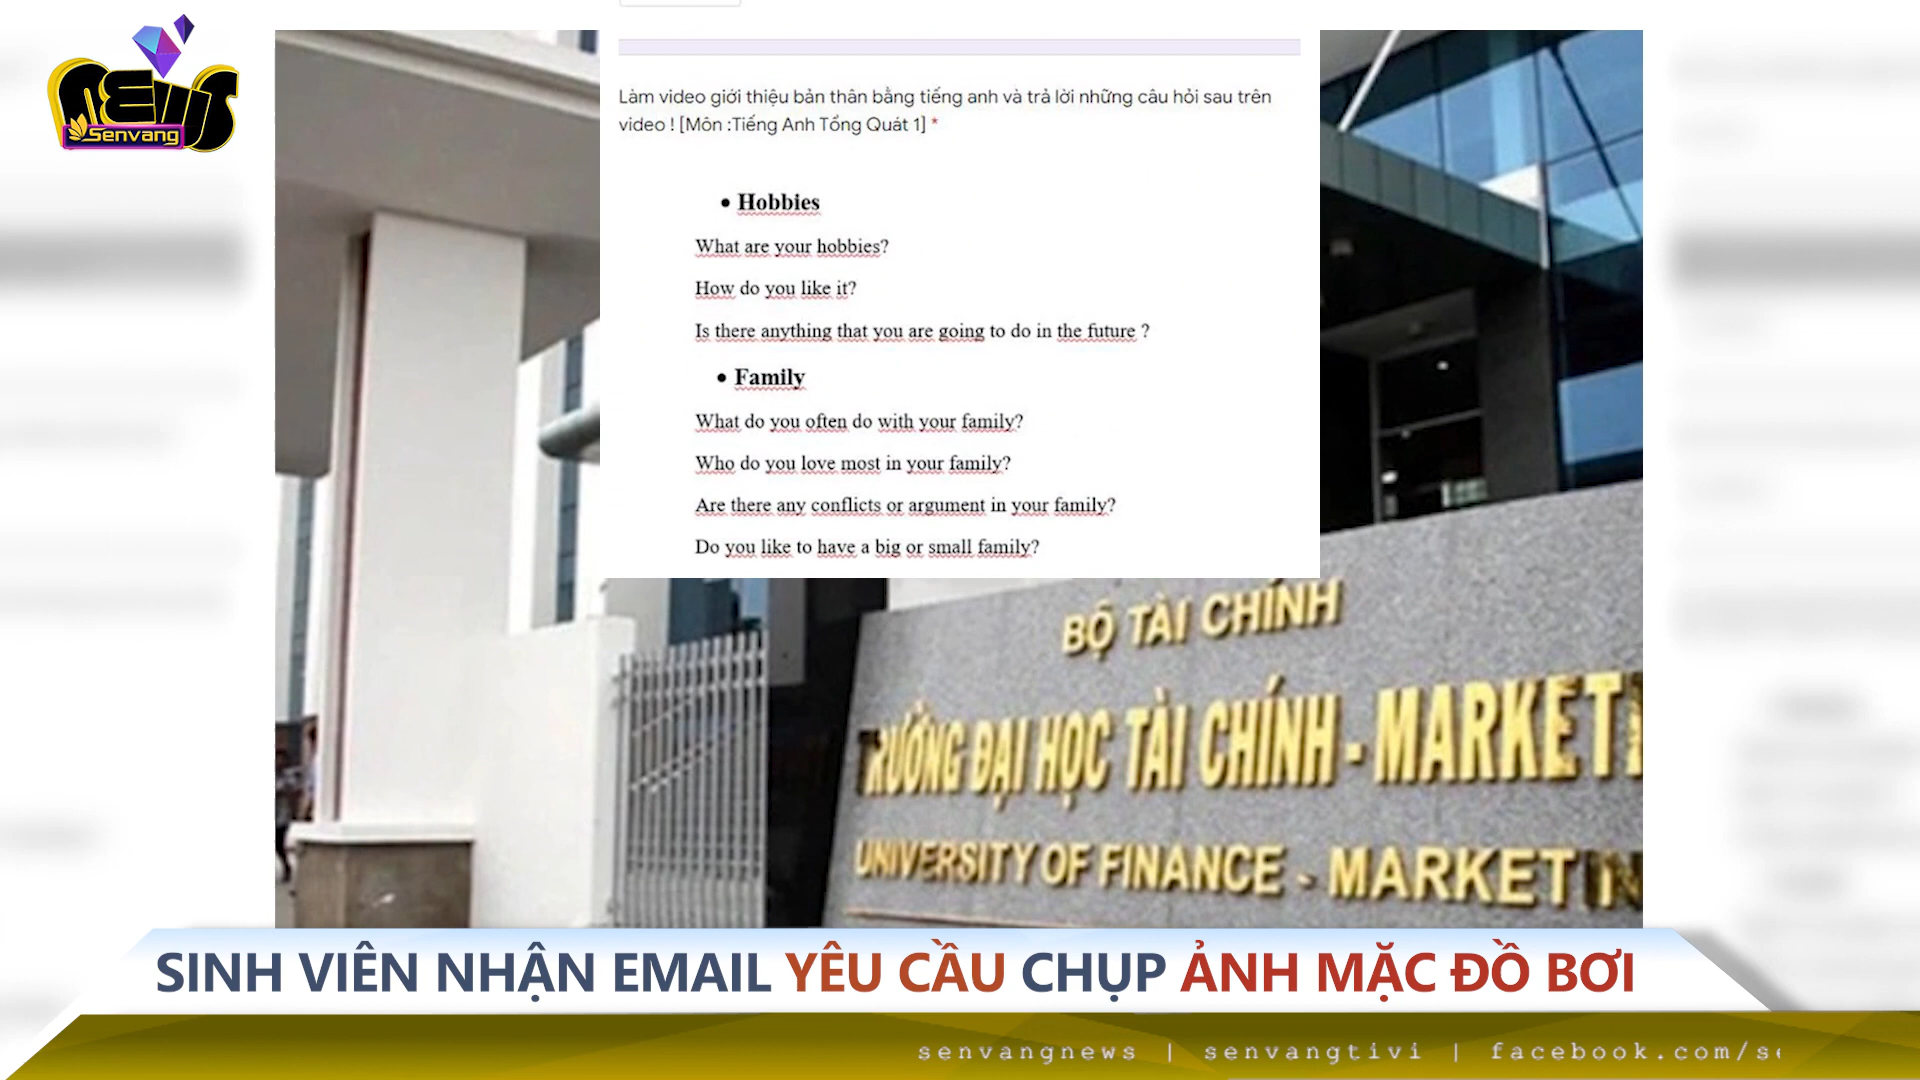 NEWS
Senvang
Làm video giới thiệu bản thân bằng tiếng anh và trả lời những câu hỏi sau trên
video ! [Môn :Tiếng Anh Tổng Quát 1] *
• Hobbies
What are your hobbies?
How do you like it?
Is there anything that you are going to do in the future ?
• Family
What do you often do with your family?
Who do you love most in your family?
Are there any conflicts or argument in your family?
Do you like to have a big or small family?
BỘ TÀI CHÍNH
TRƯỜNG ĐẠI HỌC TÀI CHÍNH - MARKETI
UNIVERSITY OF FINANCE - MARKETIN
SINH VIÊN NHẬN EMAIL YÊU CẦU CHỤP ẢNH MẶC ĐỒ BƠI
senvangnews | senvangtivi | facebook.com/se